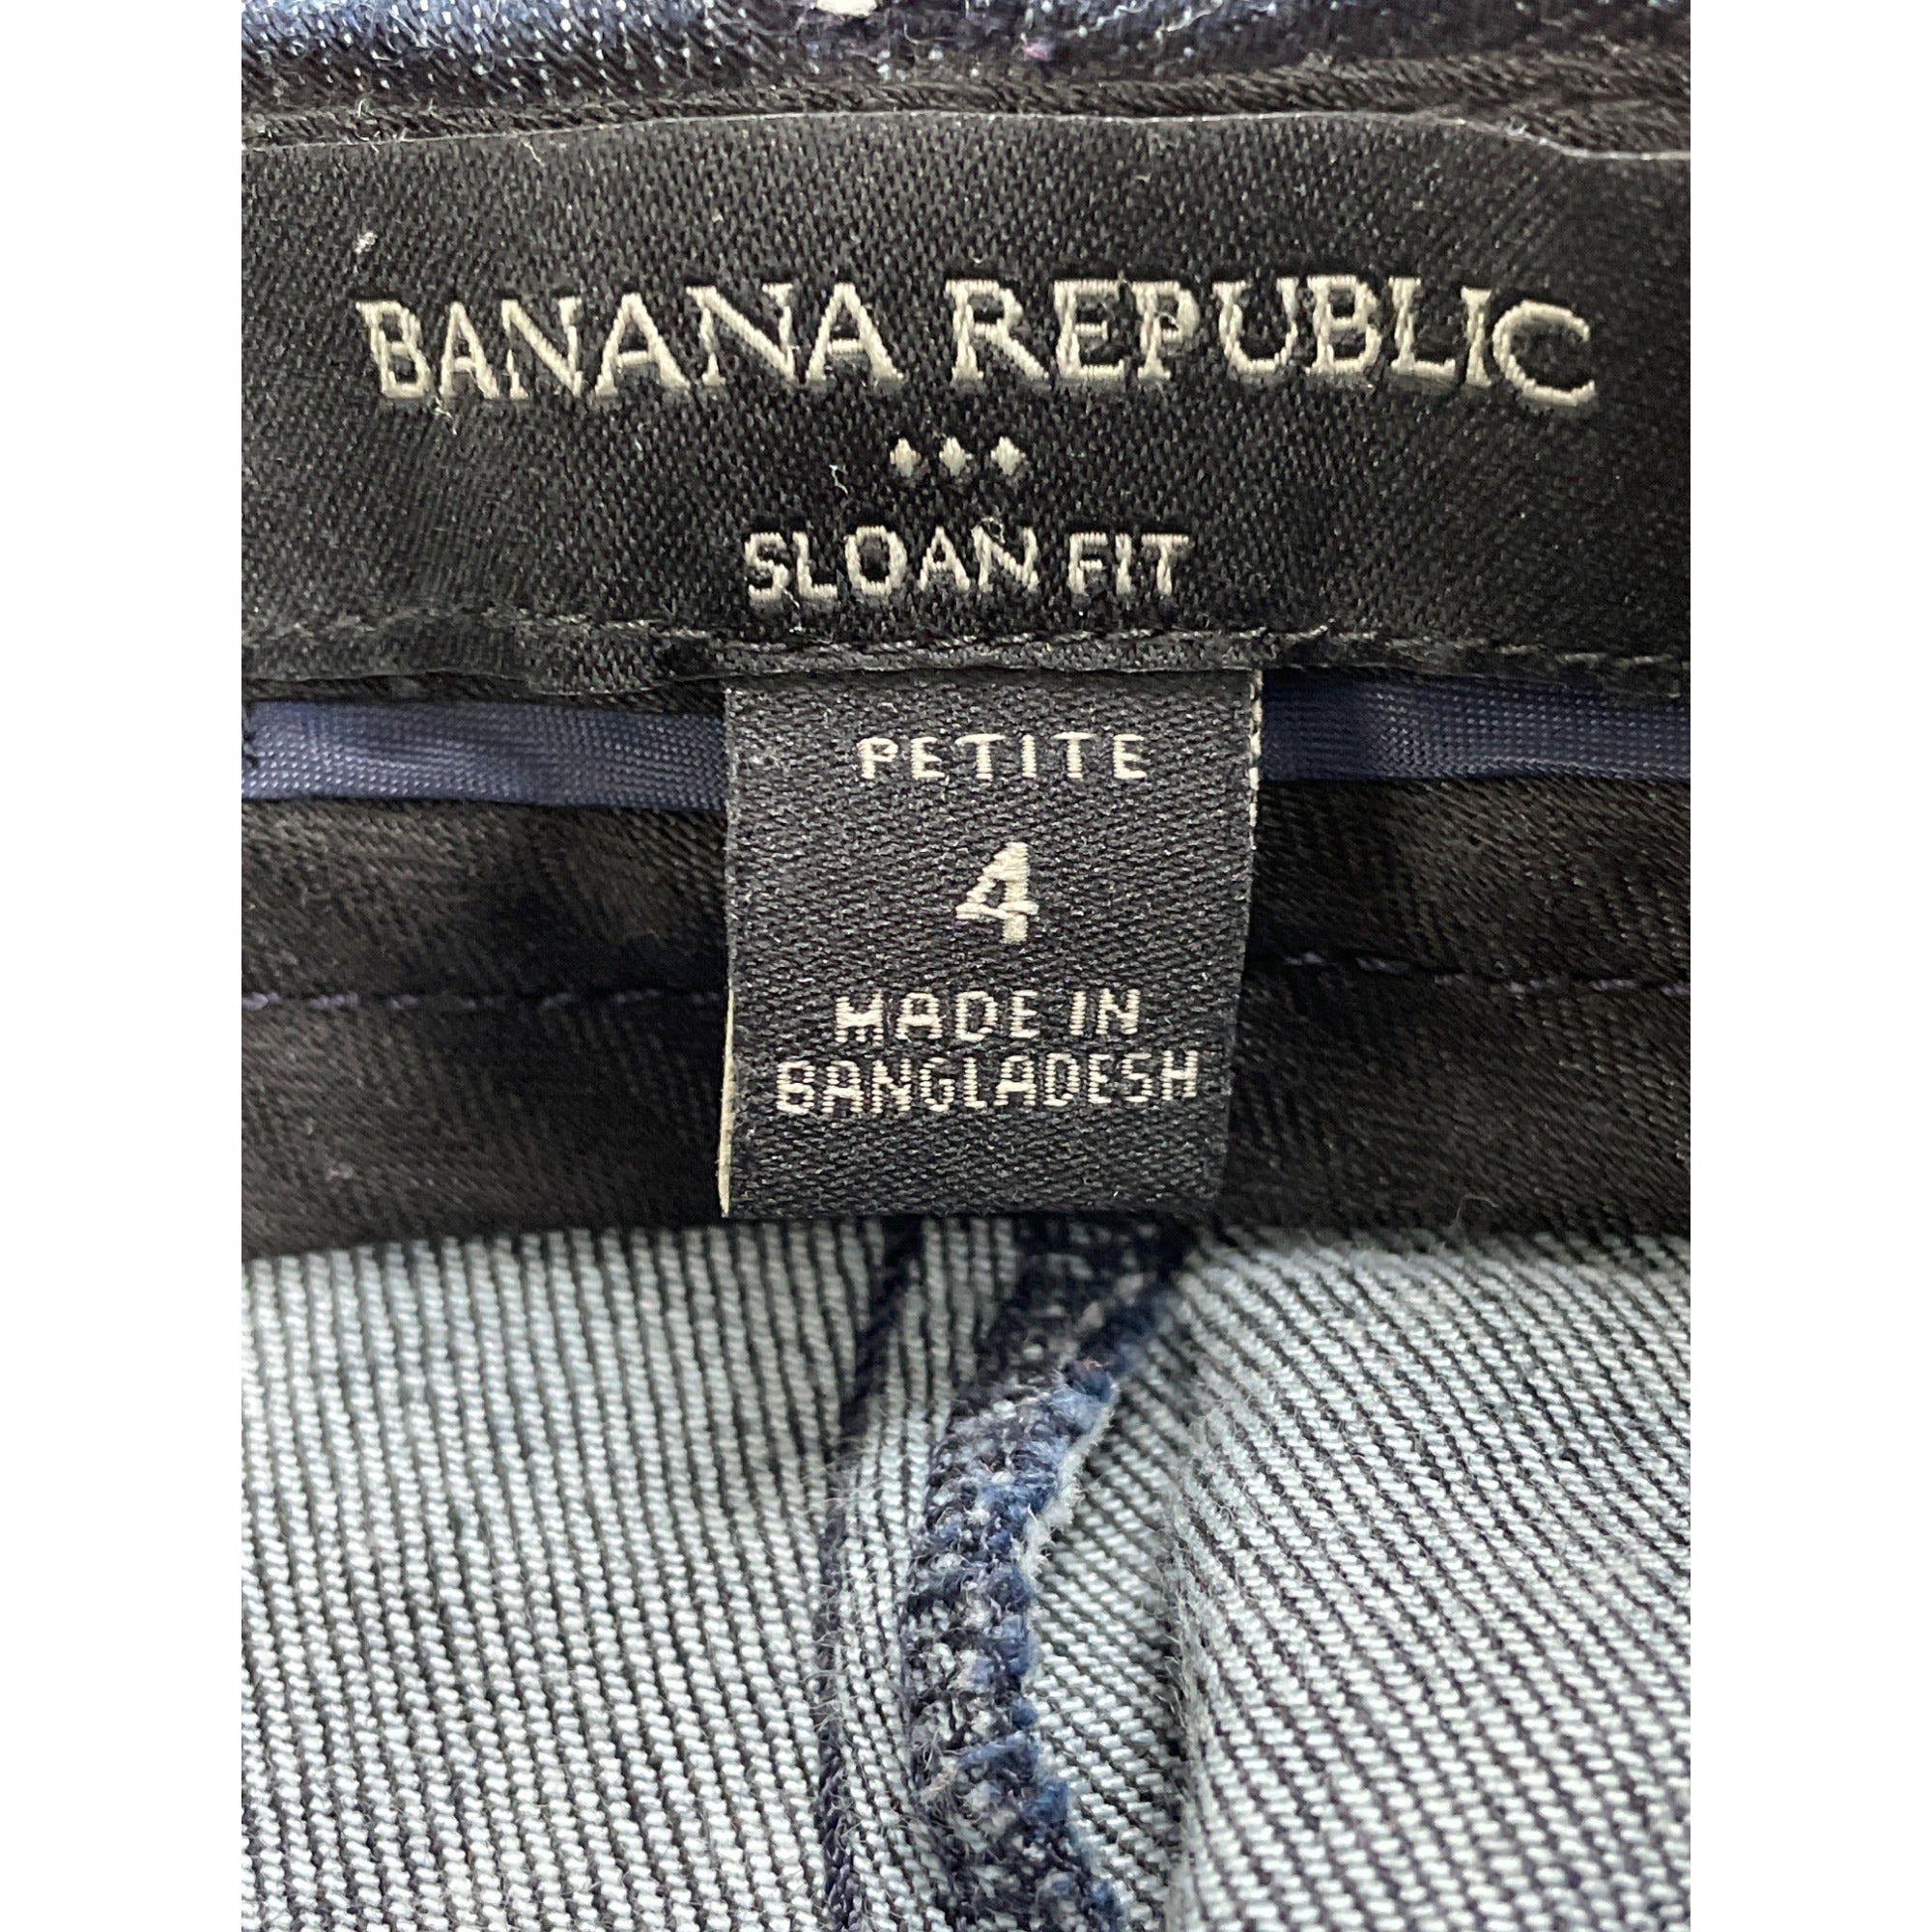 BANANA REPUBLIC
SLOAN FIT
PETITE
4
MADE IN
BANGLADESH